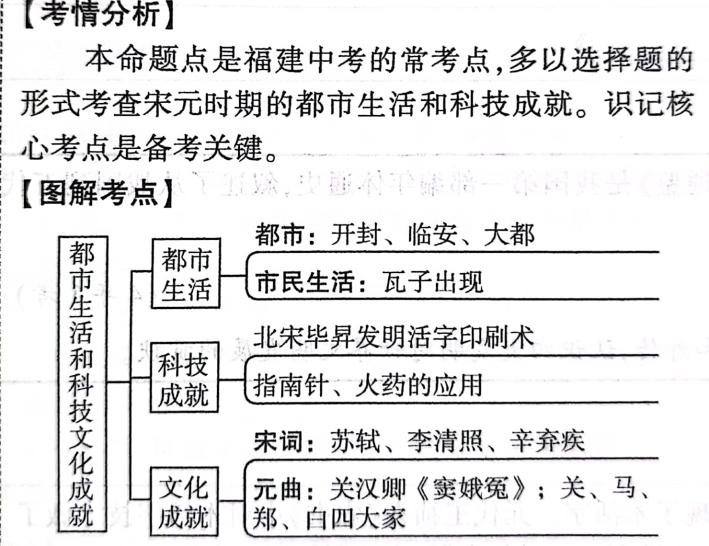 【考情分析】
本命题点是福建中考的常考点,多以选择题的
形式考查宋元时期的都市生活和科技成就。识记核
心考点是备考关键。
【图解考点】
都市生活和科技文化成就
都市
生活
都市：开封、临安、大都
市民生活：瓦子出现
科技
成就
北宋毕昇发明活字印刷术
指南针、火药的应用
文化
成就
宋词：苏轼、李清照、辛弃疾
元曲：关汉卿《窦娥冤》；关、马、
郑、白四大家